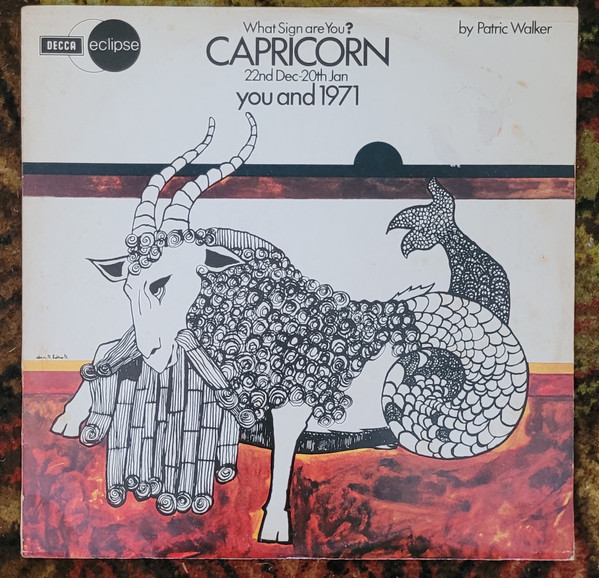 DECCA eclipse
What Sign are You?
by Patric Walker
CAPRICORN
22nd Dec-20th Jan
you and 1971